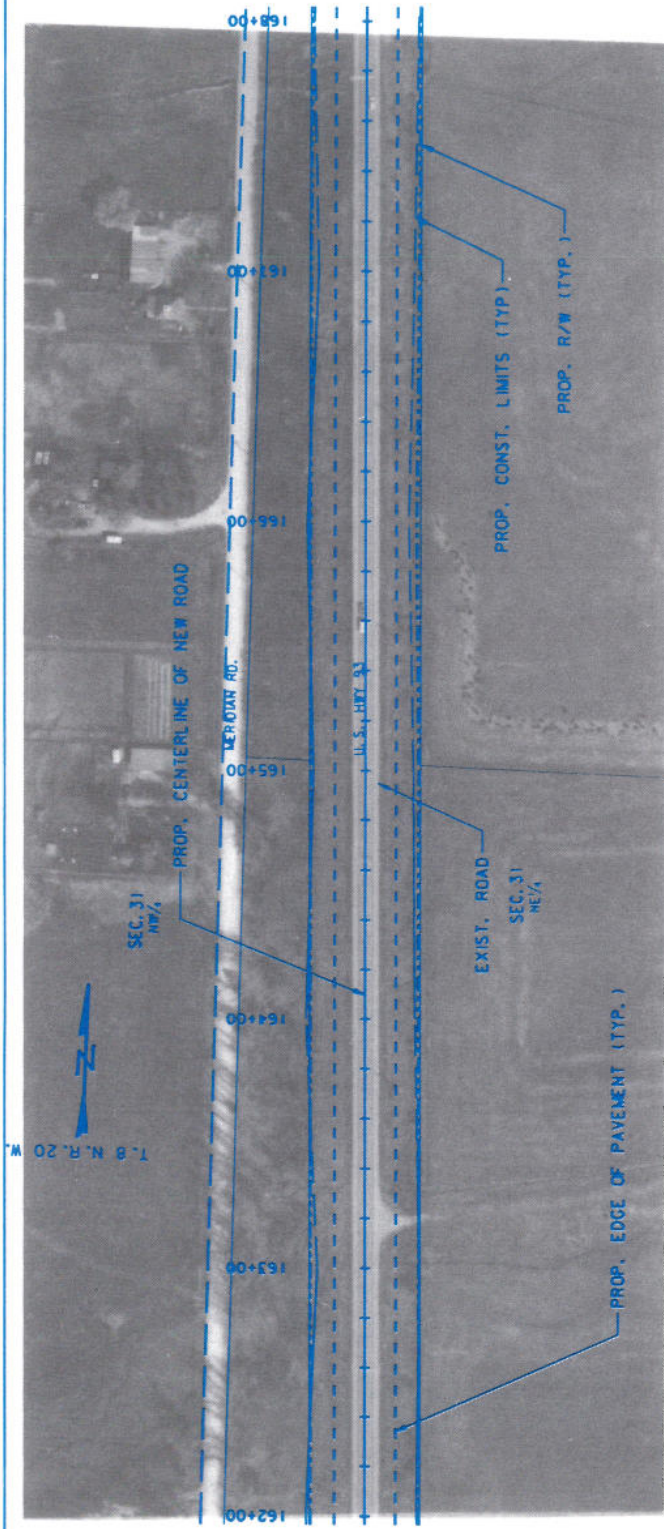 168+00
167+00
166+00
165+00
164+00
163+00
162+00
MERIDIAN RD.
U.S. HWY 93
SEC. 31
NW¼
PROP. CENTERLINE OF NEW ROAD
EXIST. ROAD
SEC. 31
NE¼
PROP. CONST. LIMITS (TYP)
PROP. R/W (TYP.)
PROP. EDGE OF PAVEMENT (TYP.)
T. 8 N. R. 20 W.
Z